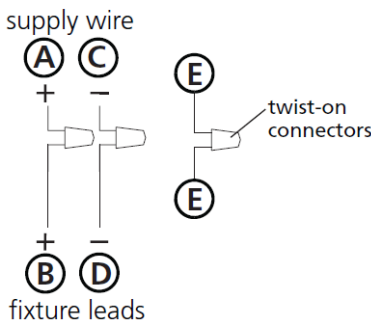 supply wire
A C
+ −
E
twist-on
connectors
E
+ −
B D
fixture leads